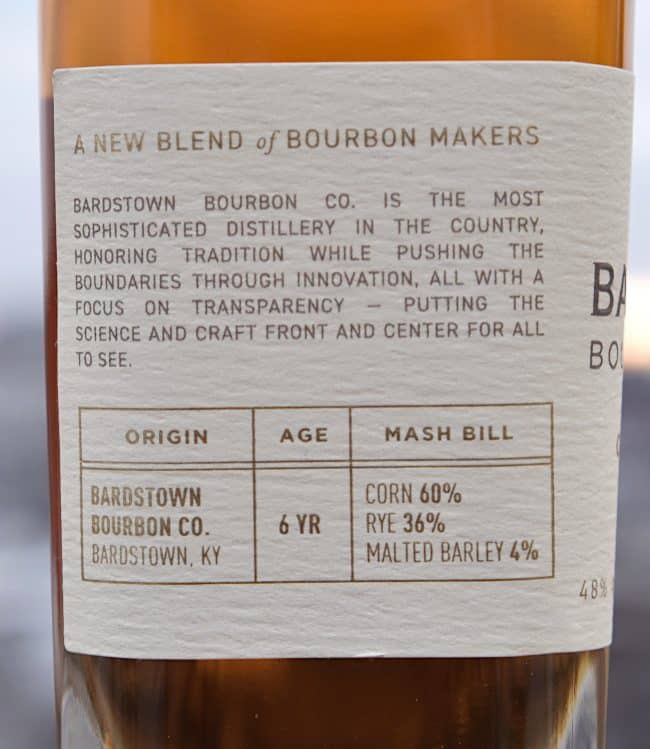 A NEW BLEND of BOURBON MAKERS
BARDSTOWN BOURBON CO. IS THE MOST
SOPHISTICATED DISTILLERY IN THE COUNTRY,
HONORING TRADITION WHILE PUSHING THE
BOUNDARIES THROUGH INNOVATION, ALL WITH A
FOCUS ON TRANSPARENCY — PUTTING THE
SCIENCE AND CRAFT FRONT AND CENTER FOR ALL
TO SEE.
BA
BOU
ORIGIN AGE MASH BILL
BARDSTOWN
BOURBON CO.
BARDSTOWN, KY
6 YR
CORN 60%
RYE 36%
MALTED BARLEY 4%
48%